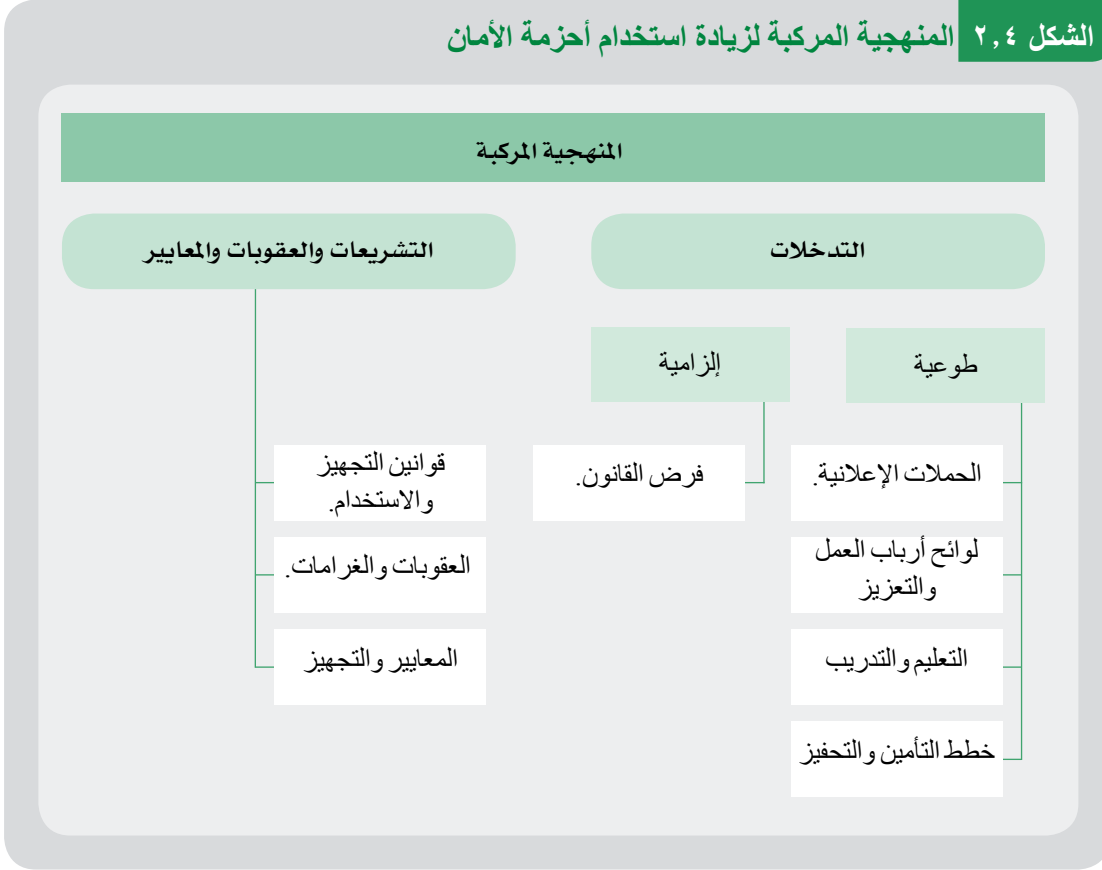 الشكل ٢,٤ المنهجية المركبة لزيادة استخدام أحزمة الأمان
المنهجية المركبة
التدخلات
التشريعات والعقوبات والمعايير
طوعية
إلزامية
الحملات الإعلانية.
لوائح أرباب العمل
والتعزيز
التعليم والتدريب
خطط التأمين والتحفيز
فرض القانون.
قوانين التجهيز
والاستخدام.
العقوبات والغرامات.
المعايير والتجهيز